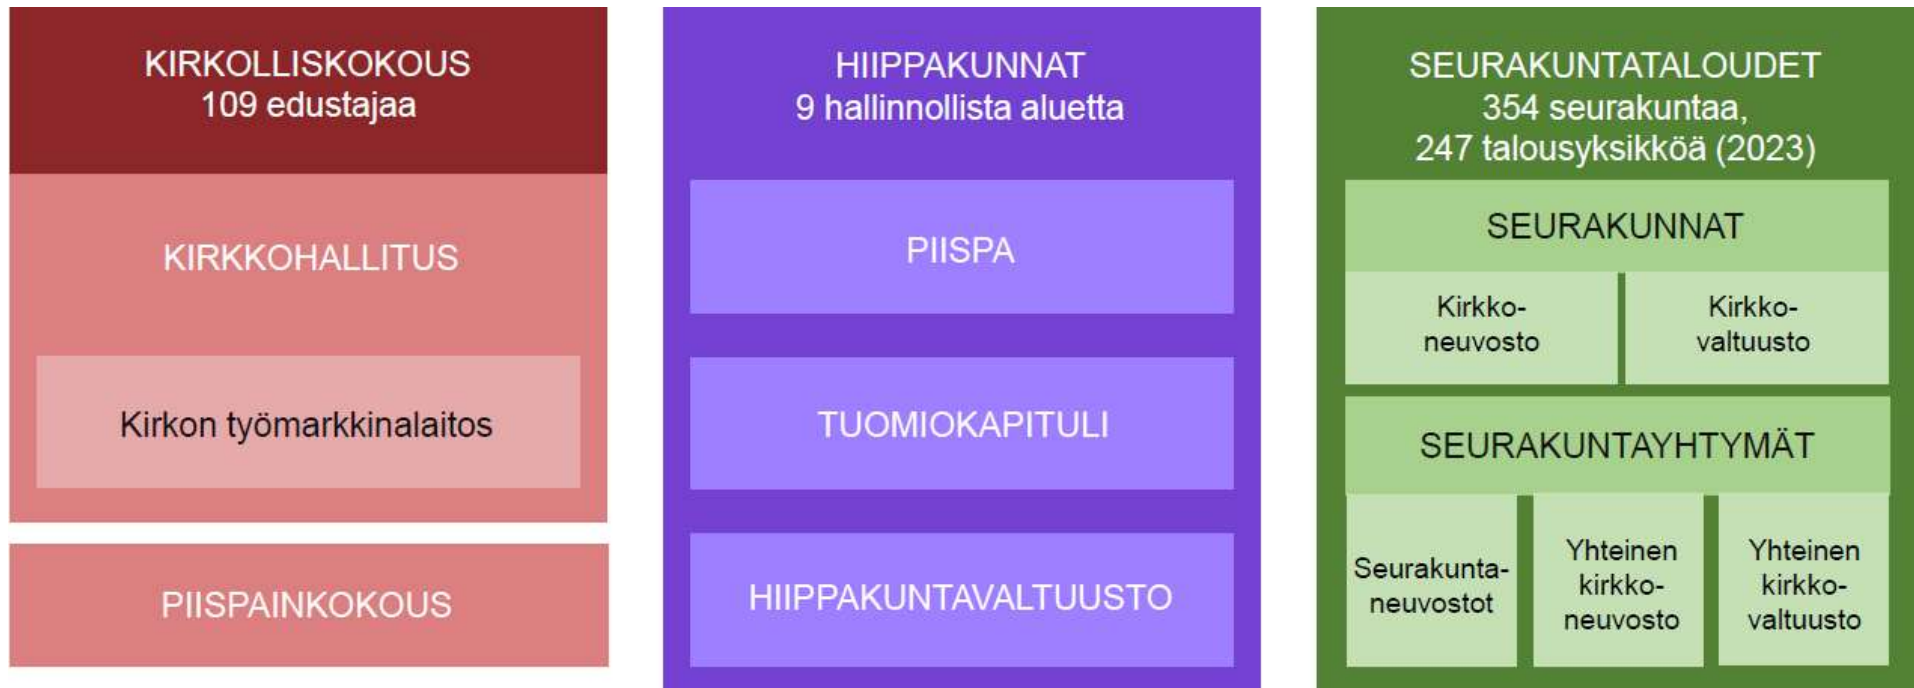 KIRKOLLISKOKOUS
109 edustajaa
KIRKKOHALLITUS
Kirkon työmarkkinalaitos
PIISPAINKOKOUS
HIIPPAKUNNAT
9 hallinnollista aluetta
PIISPA
TUOMIOKAPITULI
HIIPPAKUNTAVALTUUSTO
SEURAKUNTATALOUDET
354 seurakuntaa,
247 talousyksikköä (2023)
SEURAKUNNAT
Kirkko-
neuvosto
Kirkko-
valtuusto
SEURAKUNTAYHTYMÄT
Seurakunta-
neuvostot
Yhteinen
kirkko-
neuvosto
Yhteinen
kirkko-
valtuusto